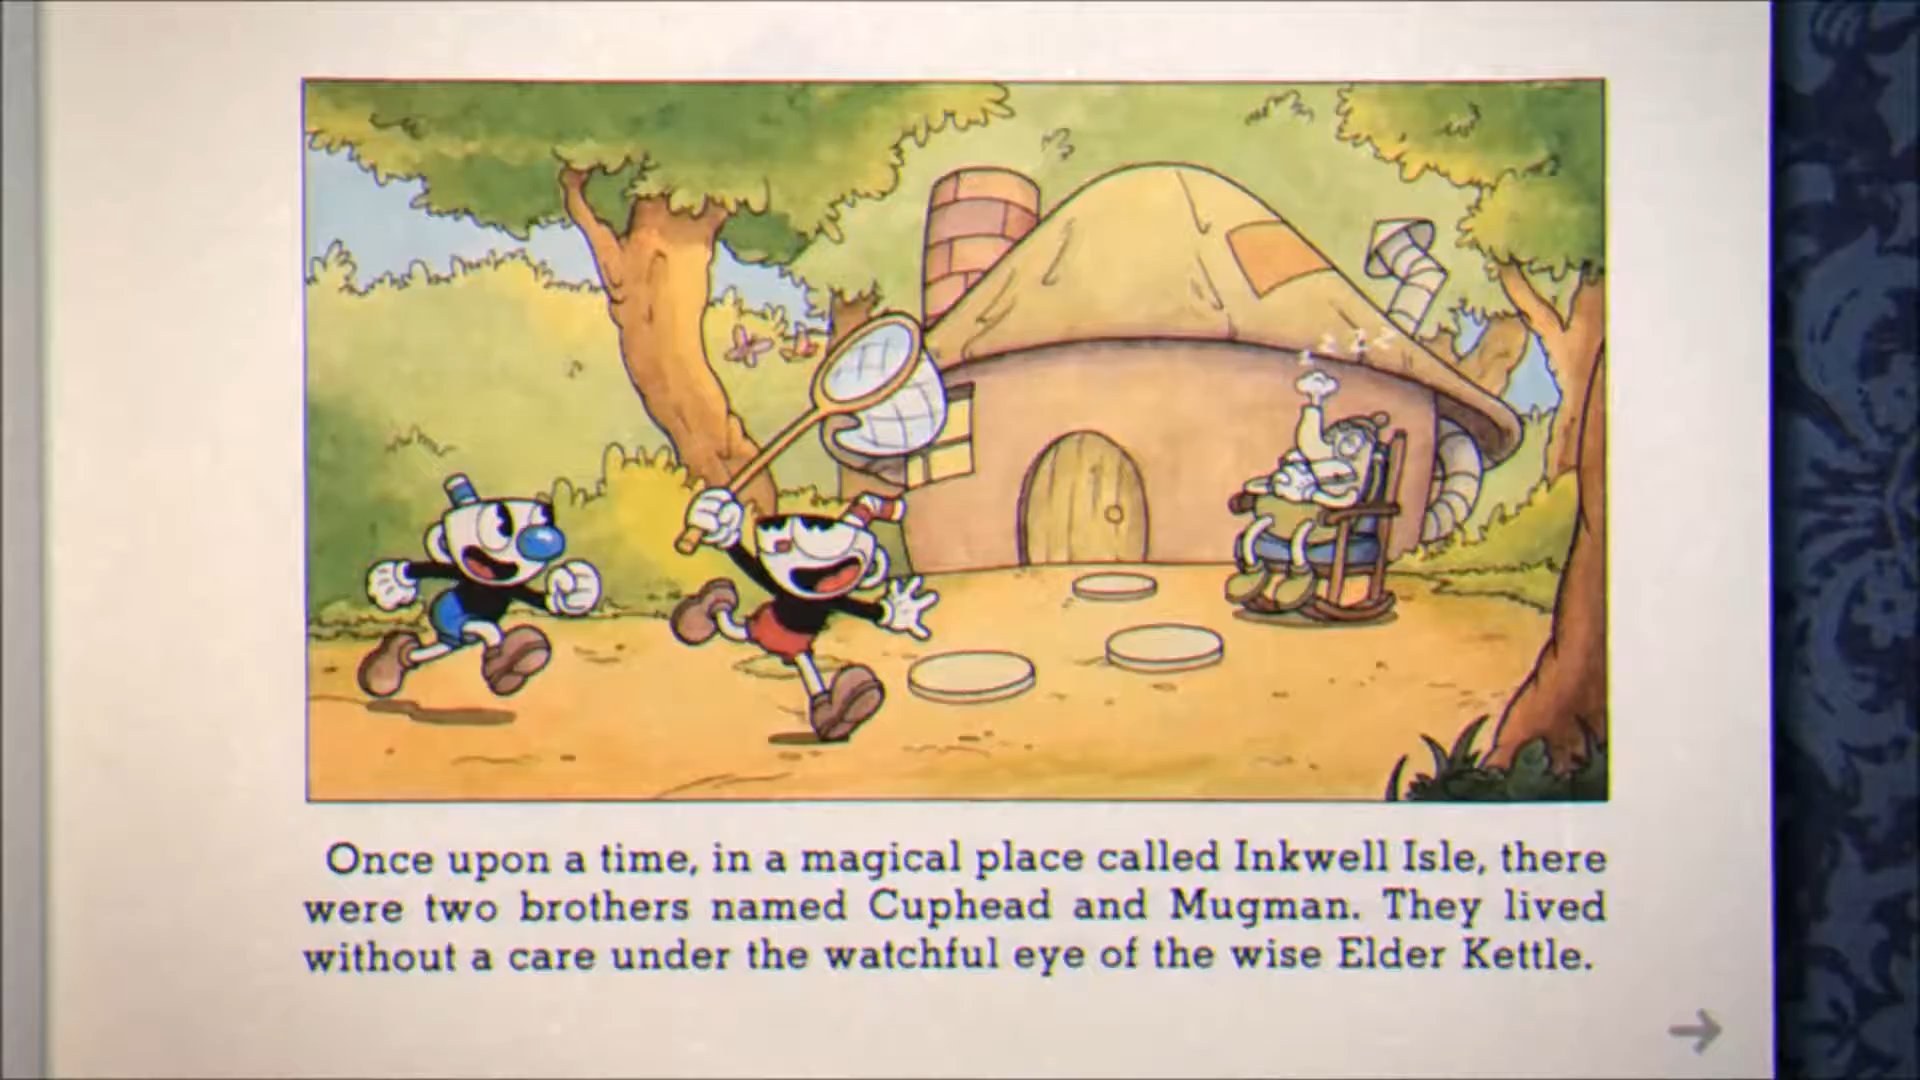 z z z z
Once upon a time, in a magical place called Inkwell Isle, there
were two brothers named Cuphead and Mugman. They lived
without a care under the watchful eye of the wise Elder Kettle.